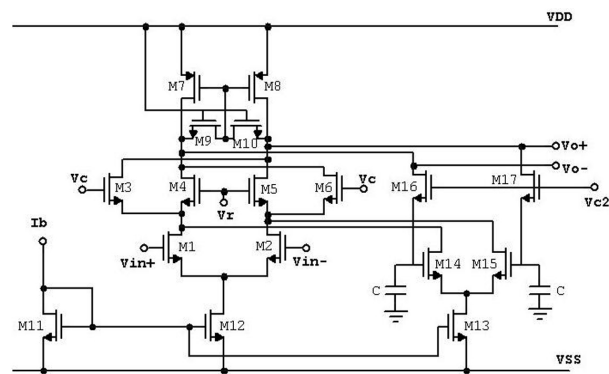 VDD
M7
M8
M9
M10
Vo+
Vo-
Vc
M3
M4
M5
M6
Vc
M16
M17
Vr
Vc2
Ib
M1
M2
Vin+
Vin-
M14
M15
C
C
M11
M12
M13
VSS